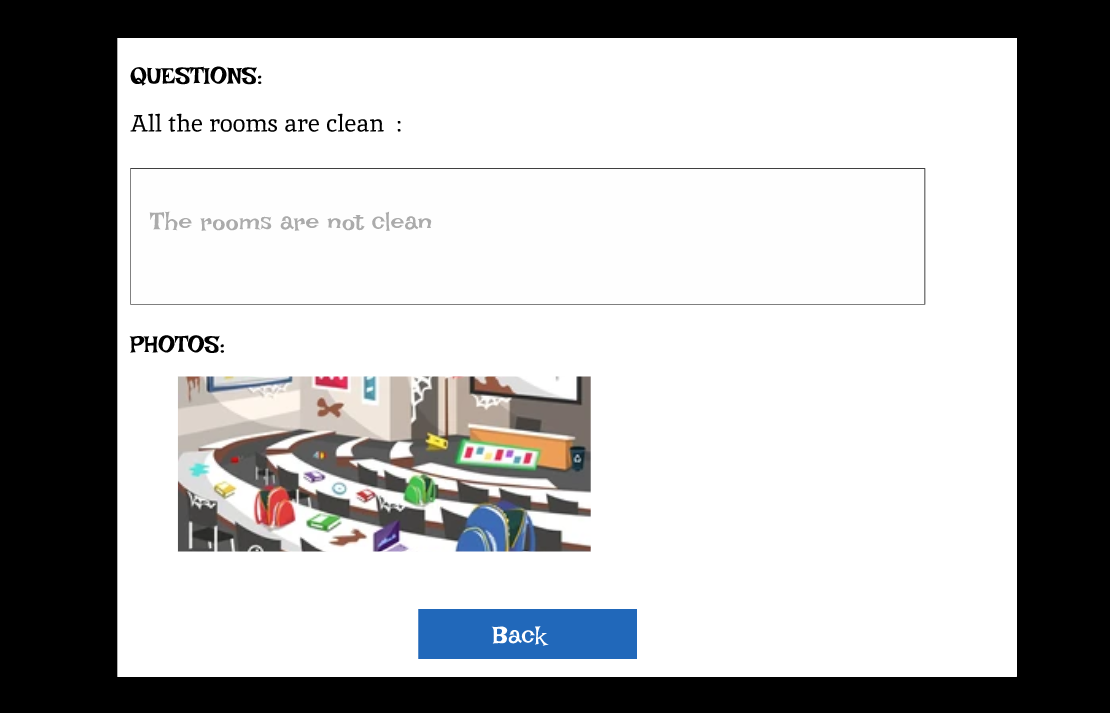 QUESTIONS:
All the rooms are clean :
The rooms are not clean
PHOTOS:
Back